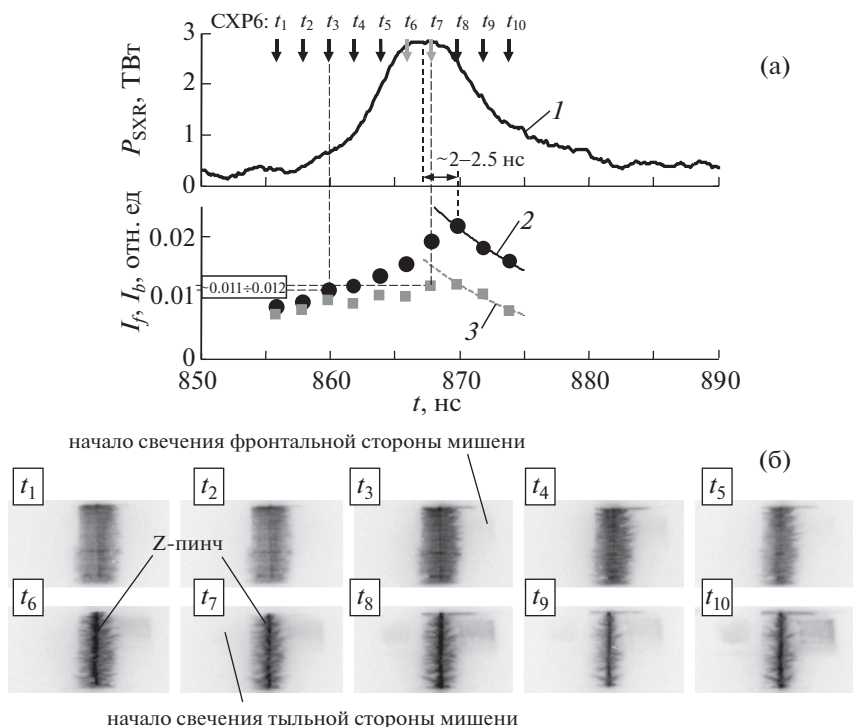 СХР6: t1 t2 t3 t4 t5 t6 t7 t8 t9 t10
(а)
3
2
1
0
P_SXR, ТВт
1
~2–2.5 нс
0.02
0.01
0
I_f, I_b, отн. ед
~0.011÷0.012
2
3
850 860 870 880 890
t, нс
начало свечения фронтальной стороны мишени
(б)
t1 t2 t3 t4 t5
Z-пинч
t6 t7 t8 t9 t10
начало свечения тыльной стороны мишени